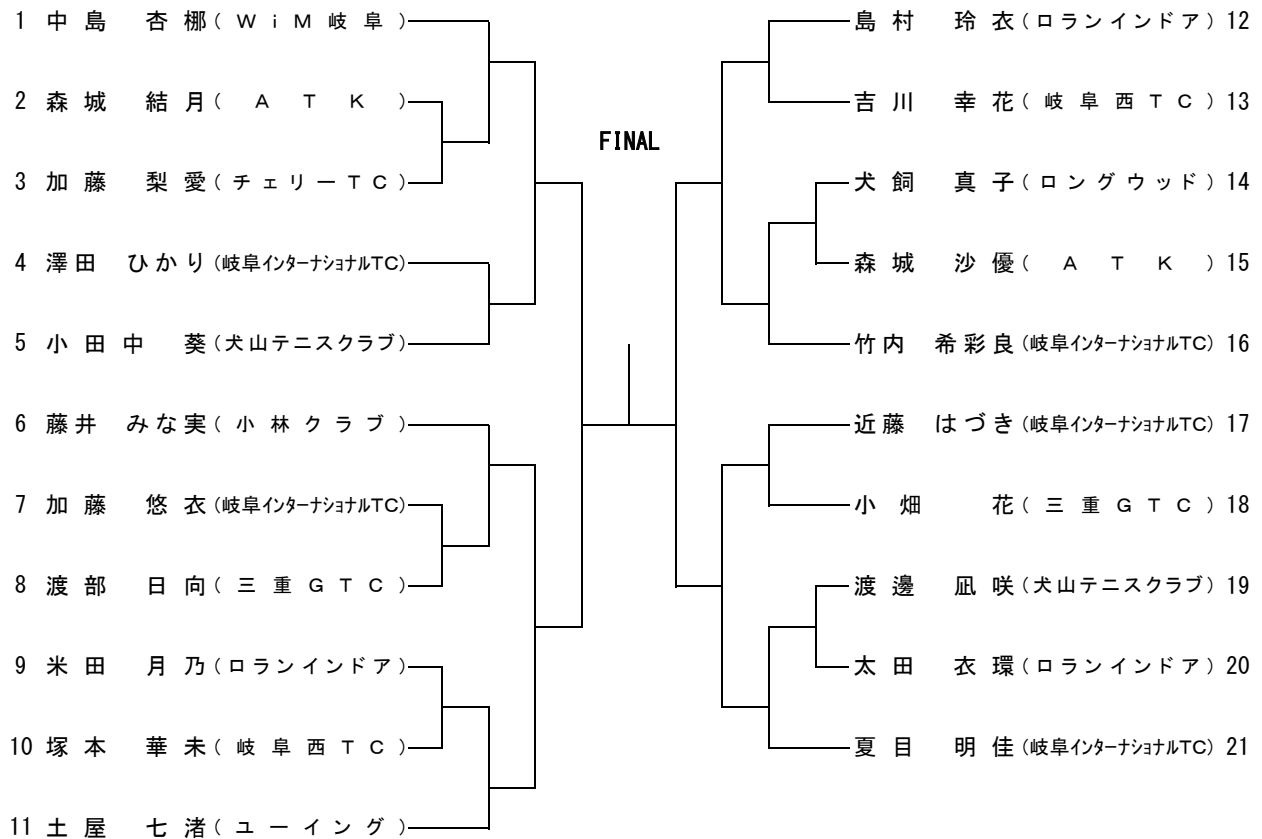 1 中島 杏梛(WiM岐阜)
2 森城 結月(ATK)
3 加藤 梨愛(チェリーTC)
4 澤田 ひかり(岐阜インターナショナルTC)
5 小田中 葵(犬山テニスクラブ)
6 藤井 みな実(小林クラブ)
7 加藤 悠衣(岐阜インターナショナルTC)
8 渡部 日向(三重GTC)
9 米田 月乃(ロランインドア)
10 塚本 華未(岐阜西TC)
11 土屋 七渚(ユーイング)
FINAL
島村 玲衣(ロランインドア) 12
吉川 幸花(岐阜西TC) 13
犬飼 真子(ロングウッド) 14
森城 沙優(ATK) 15
竹内 希彩良(岐阜インターナショナルTC) 16
近藤 はづき(岐阜インターナショナルTC) 17
小畑 花(三重GTC) 18
渡邊 凪咲(犬山テニスクラブ) 19
太田 衣環(ロランインドア) 20
夏目 明佳(岐阜インターナショナルTC) 21